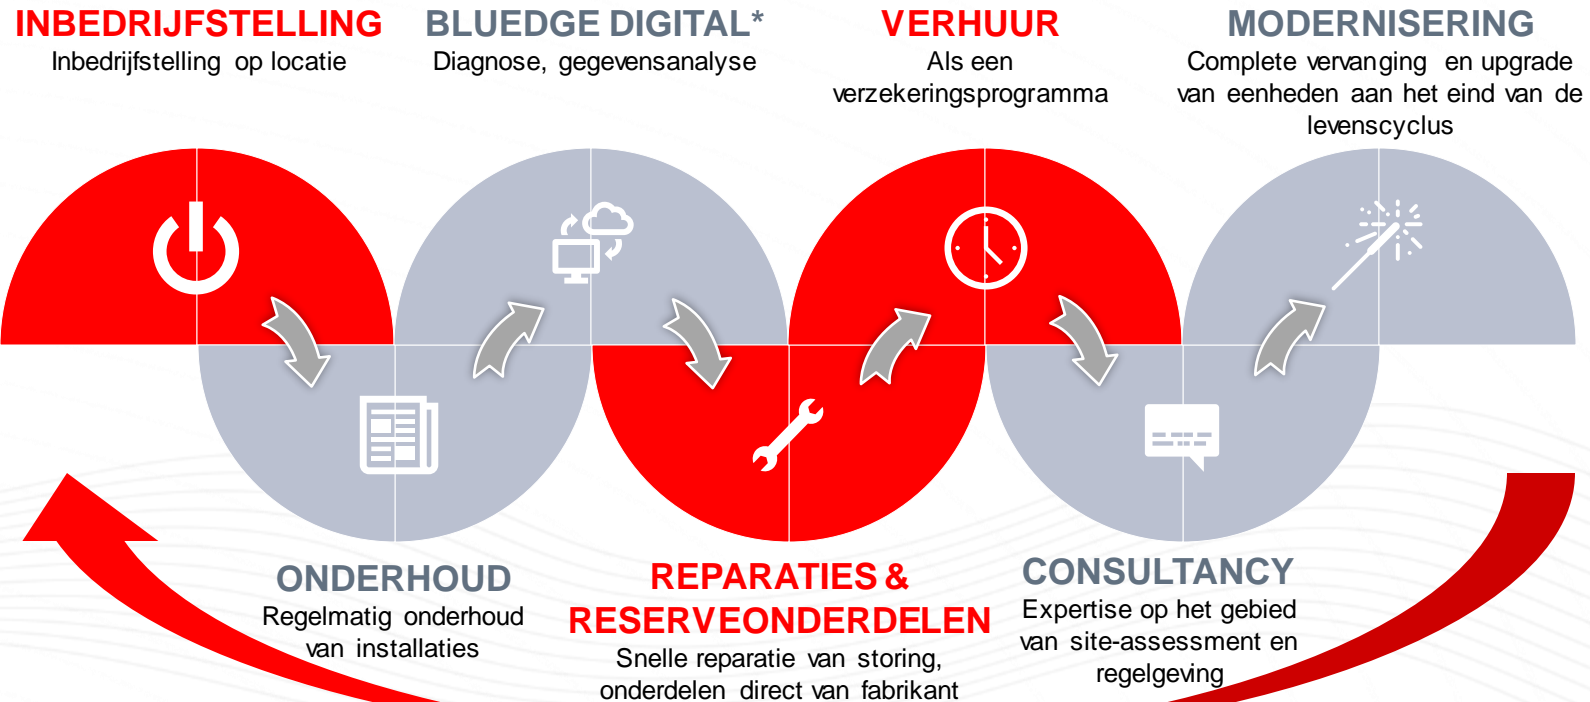 INBEDRIJFSTELLING
Inbedrijfstelling op locatie
BLUEDGE DIGITAL*
Diagnose, gegevensanalyse
VERHUUR
Als een
verzekeringsprogramma
MODERNISERING
Complete vervanging en upgrade
van eenheden aan het eind van de
levenscyclus
ONDERHOUD
Regelmatig onderhoud
van installaties
REPARATIES &
RESERVEONDERDELEN
Snelle reparatie van storing,
onderdelen direct van fabrikant
CONSULTANCY
Expertise op het gebied
van site-assessment en
regelgeving